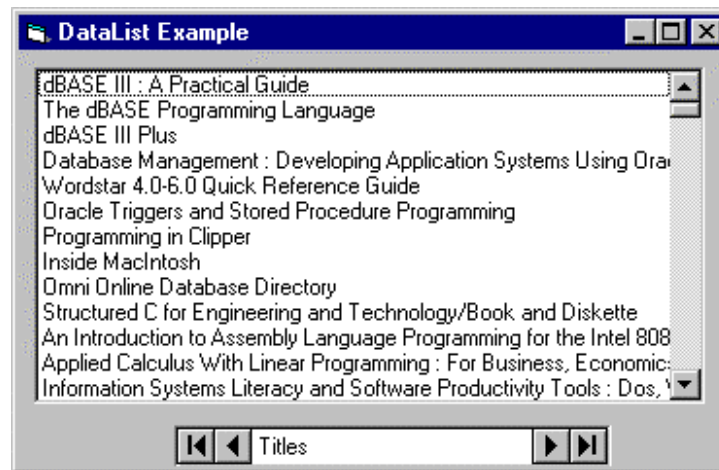 DataList Example
dBASE III : A Practical Guide
The dBASE Programming Language
dBASE III Plus
Database Management : Developing Application Systems Using Orac
Wordstar 4.0-6.0 Quick Reference Guide
Oracle Triggers and Stored Procedure Programming
Programming in Clipper
Inside MacIntosh
Omni Online Database Directory
Structured C for Engineering and Technology/Book and Diskette
An Introduction to Assembly Language Programming for the Intel 808
Applied Calculus With Linear Programming : For Business, Economics
Information Systems Literacy and Software Productivity Tools : Dos,
Titles